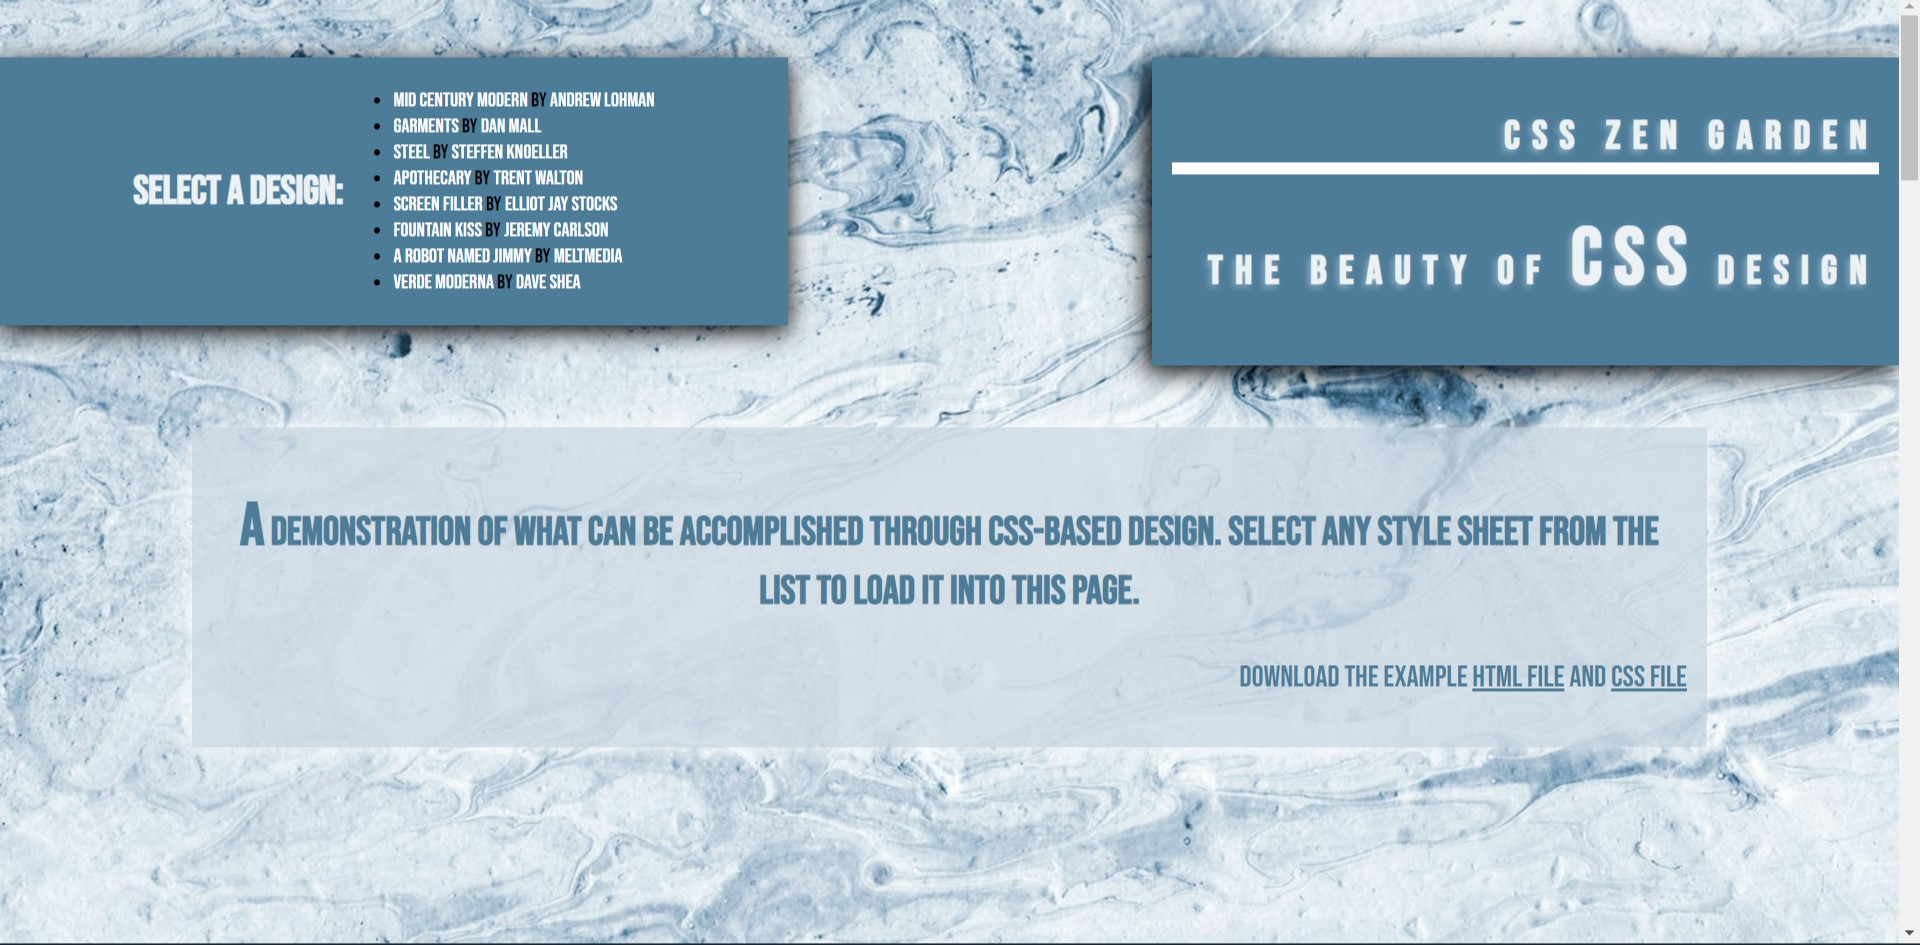 SELECT A DESIGN:
MID CENTURY MODERN BY ANDREW LOHMAN
GARMENTS BY DAN MALL
STEEL BY STEFFEN KNOELLER
APOTHECARY BY TRENT WALTON
SCREEN FILLER BY ELLIOT JAY STOCKS
FOUNTAIN KISS BY JEREMY CARLSON
A ROBOT NAMED JIMMY BY MELTMEDIA
VERDE MODERNA BY DAVE SHEA
CSS ZEN GARDEN
THE BEAUTY OF CSS DESIGN
A DEMONSTRATION OF WHAT CAN BE ACCOMPLISHED THROUGH CSS-BASED DESIGN. SELECT ANY STYLE SHEET FROM THE
LIST TO LOAD IT INTO THIS PAGE.
DOWNLOAD THE EXAMPLE HTML FILE AND CSS FILE